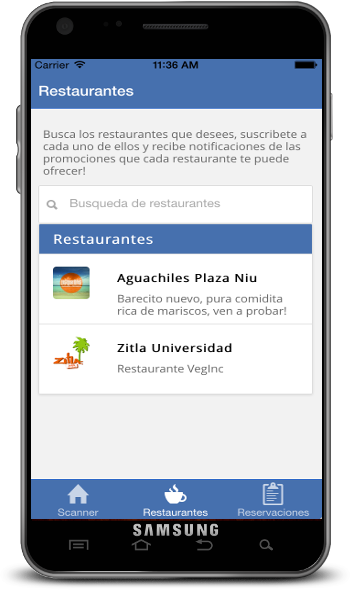 Carrier 11:36 AM
Restaurantes
Busca los restaurantes que desees, suscribete a
cada uno de ellos y recibe notificaciones de las
promociones que cada restaurante te puede
ofrecer!
Busqueda de restaurantes
Restaurantes
Aguachiles Plaza Niu
Barecito nuevo, pura comidita
rica de mariscos, ven a probar!
Zitla
Zitla Universidad
Restaurante VegInc
Scanner Restaurantes Reservaciones
SAMSUNG